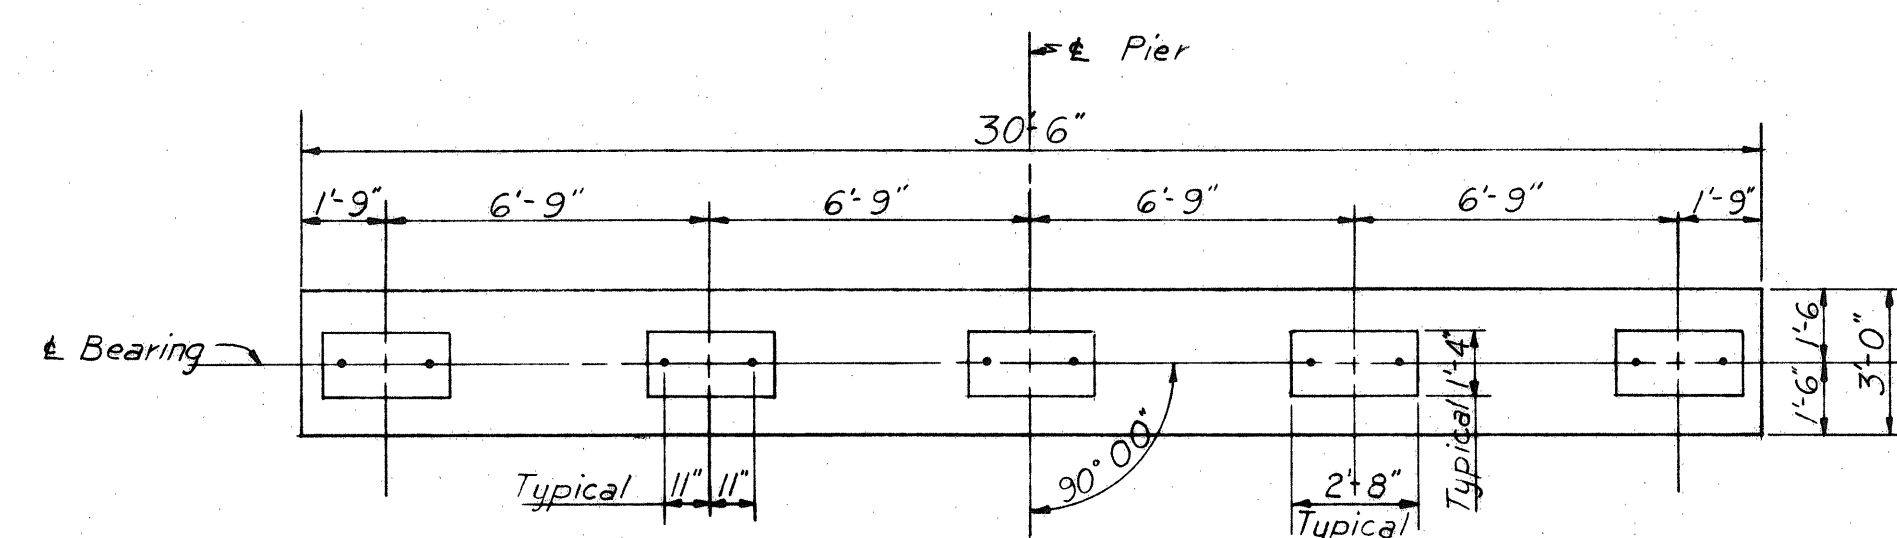 ℄ Pier
30'-6"
1'-9" 6'-9" 6'-9" 6'-9" 6'-9" 1'-9"
℄ Bearing
1'-6
1'-6"
3'-0"
1'-4"
Typical
90° 00"
Typical 11" 11"
2'-8"
Typical